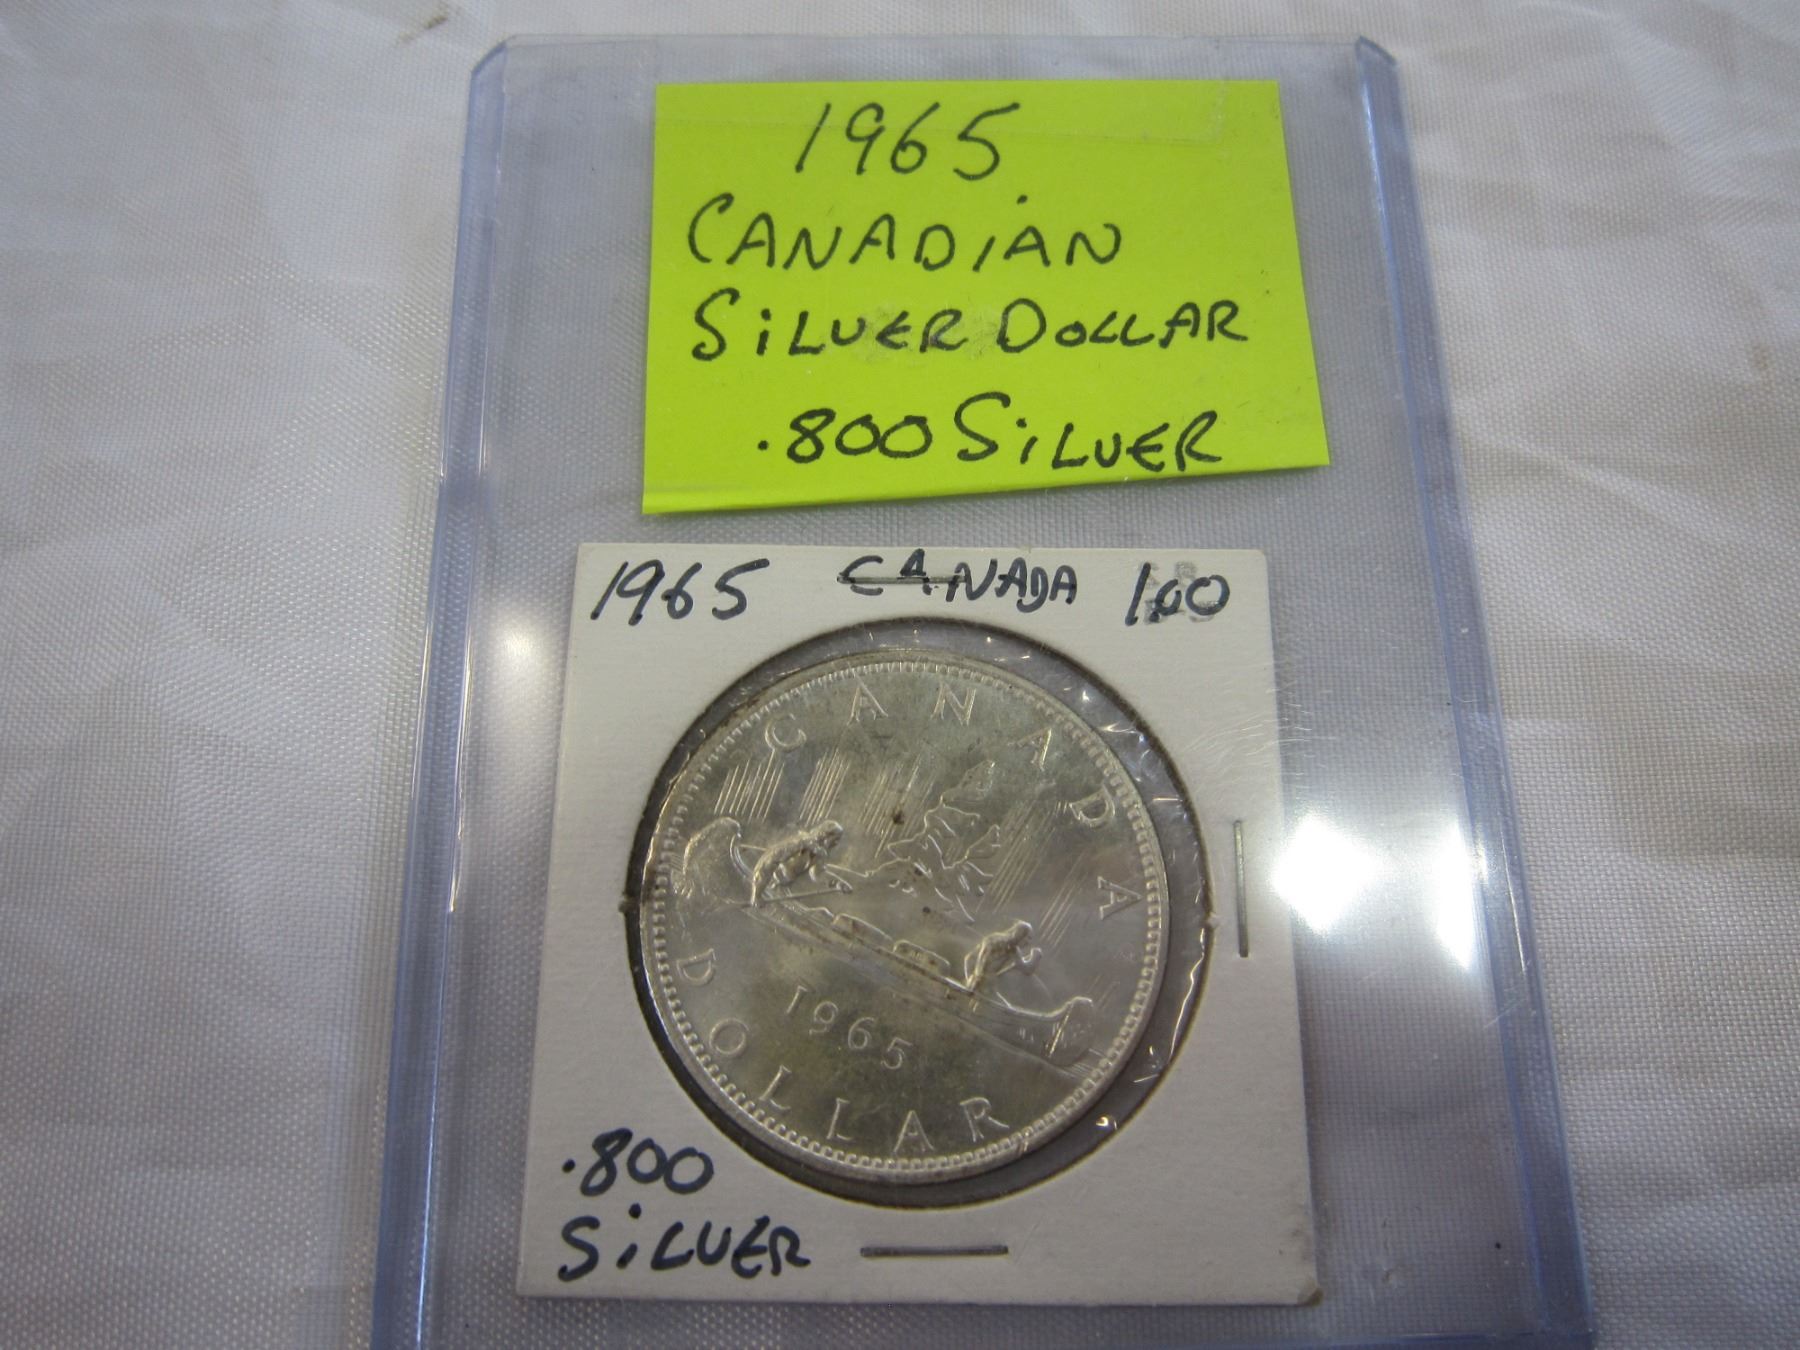 1965
CANADIAN
SILVER DOLLAR
.800 SILVER
1965 CANADA 1.00
CANADA
1965
DOLLAR
.800
SILVER